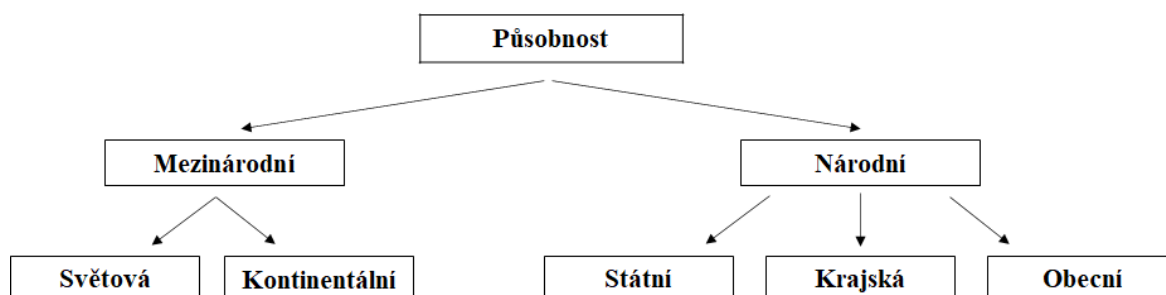 Působnost
Mezinárodní
Národní
Světová
Kontinentální
Státní
Krajská
Obecní